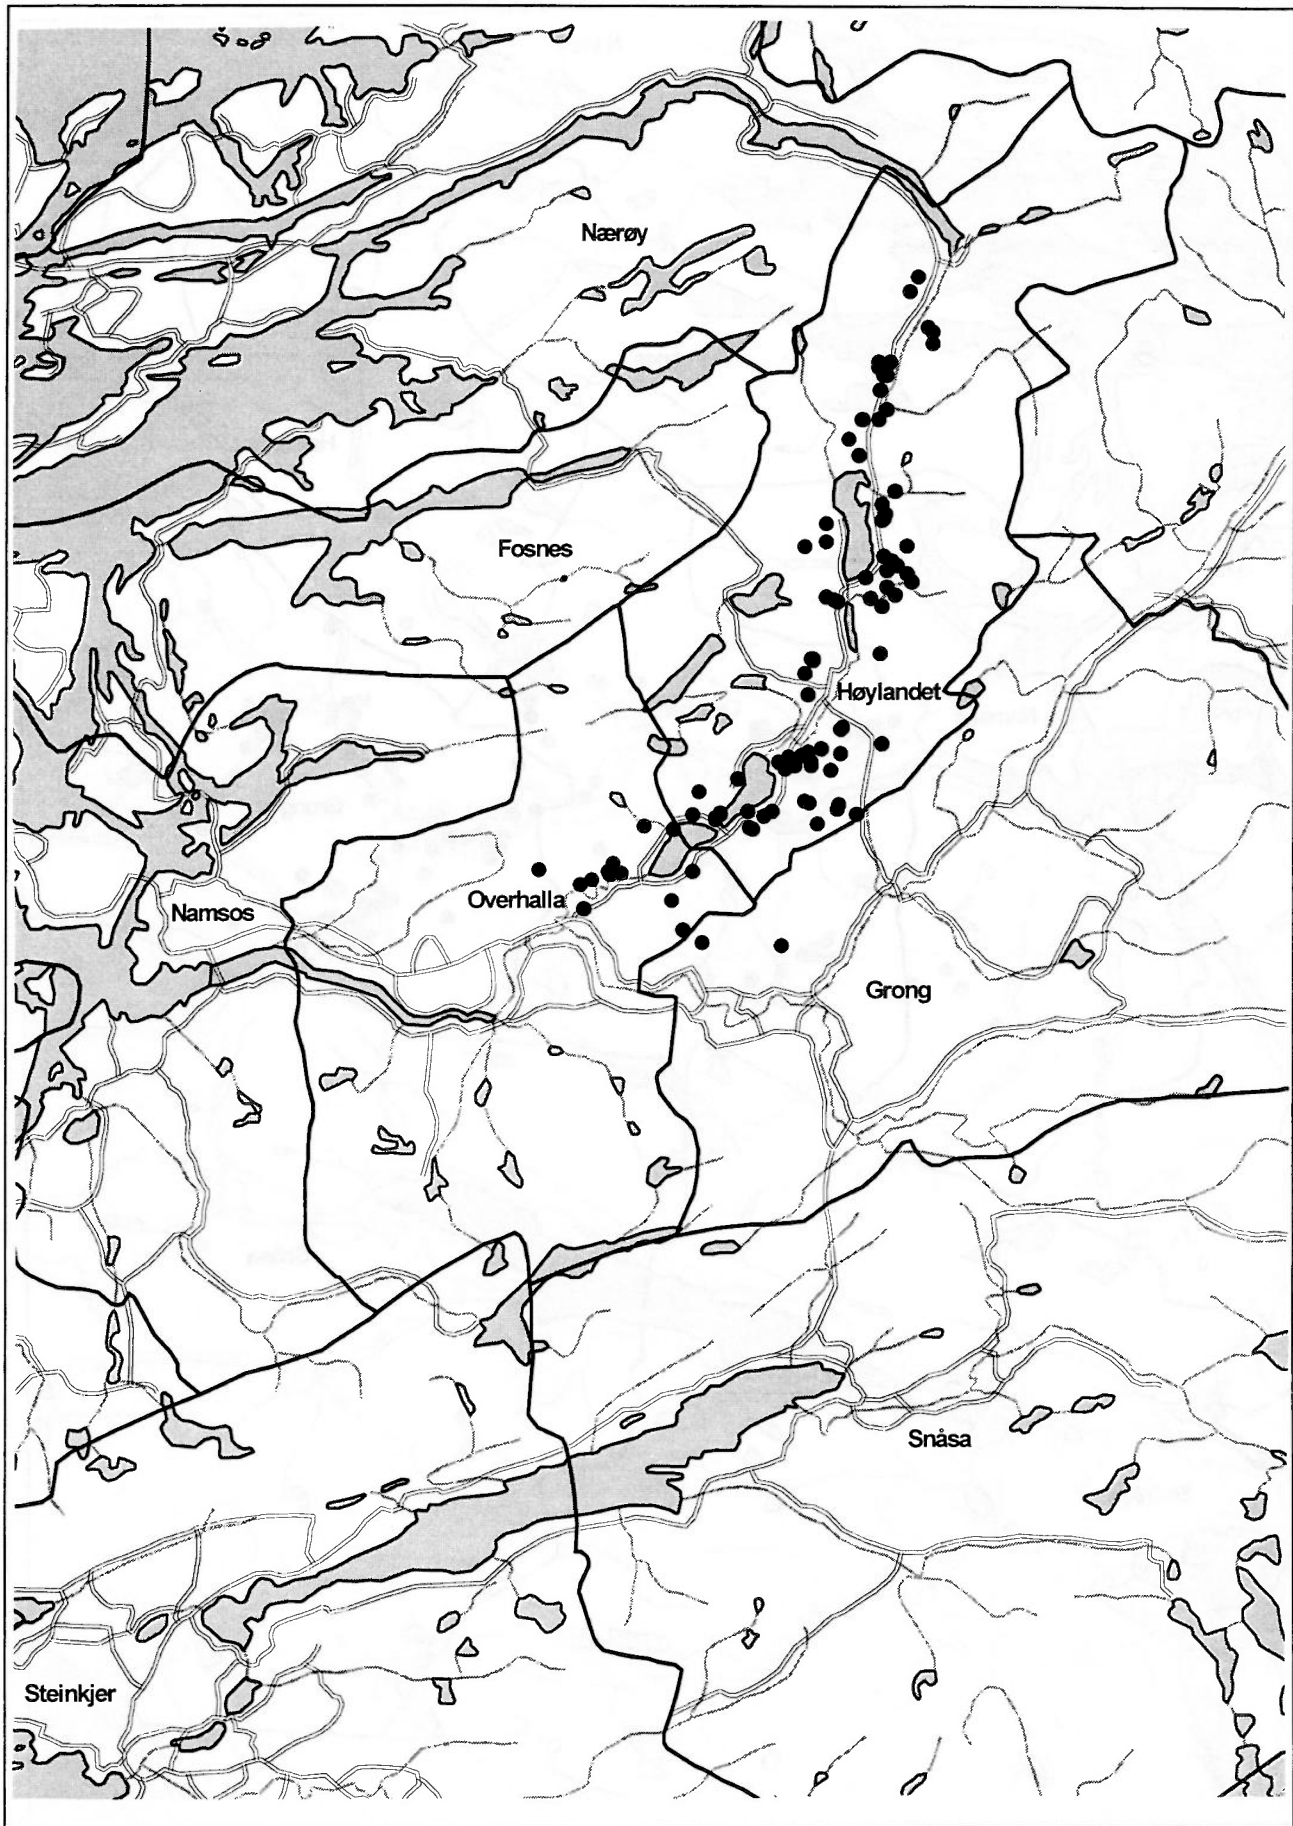 Nærøy
Fosnes
Høylandet
Overhalla
Namsos
Grong
Snåsa
Steinkjer